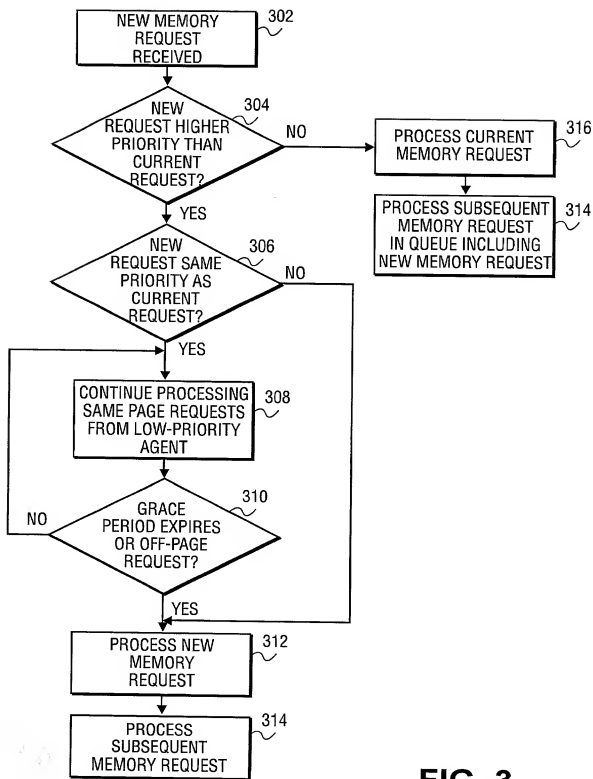 NEW MEMORY
REQUEST
RECEIVED
302
NEW
REQUEST HIGHER
PRIORITY THAN
CURRENT
REQUEST?
304
NO
PROCESS CURRENT
MEMORY REQUEST
316
PROCESS SUBSEQUENT
MEMORY REQUEST
IN QUEUE INCLUDING
NEW MEMORY REQUEST
314
YES
NEW
REQUEST SAME
PRIORITY AS
CURRENT
REQUEST?
306
NO
YES
CONTINUE PROCESSING
SAME PAGE REQUESTS
FROM LOW-PRIORITY
AGENT
308
GRACE
PERIOD EXPIRES
OR OFF-PAGE
REQUEST?
310
NO
YES
PROCESS NEW
MEMORY
REQUEST
312
PROCESS
SUBSEQUENT
MEMORY REQUEST
314
FIG. 3